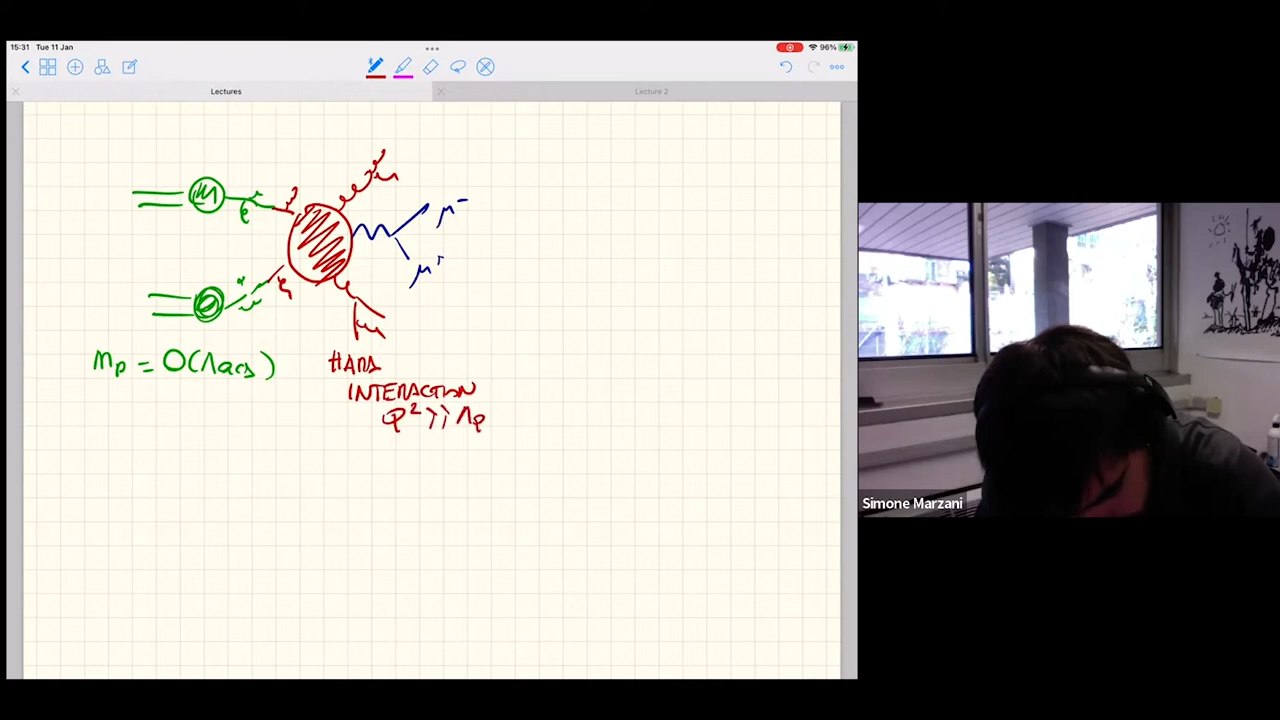 15:31 Tue 11 Jan
96%
Lectures
Lecture 2
μ⁻
μ⁺
mp = O(ΛQCD)
HARD
INTERACTION
Q² >> Λp
Simone Marzani